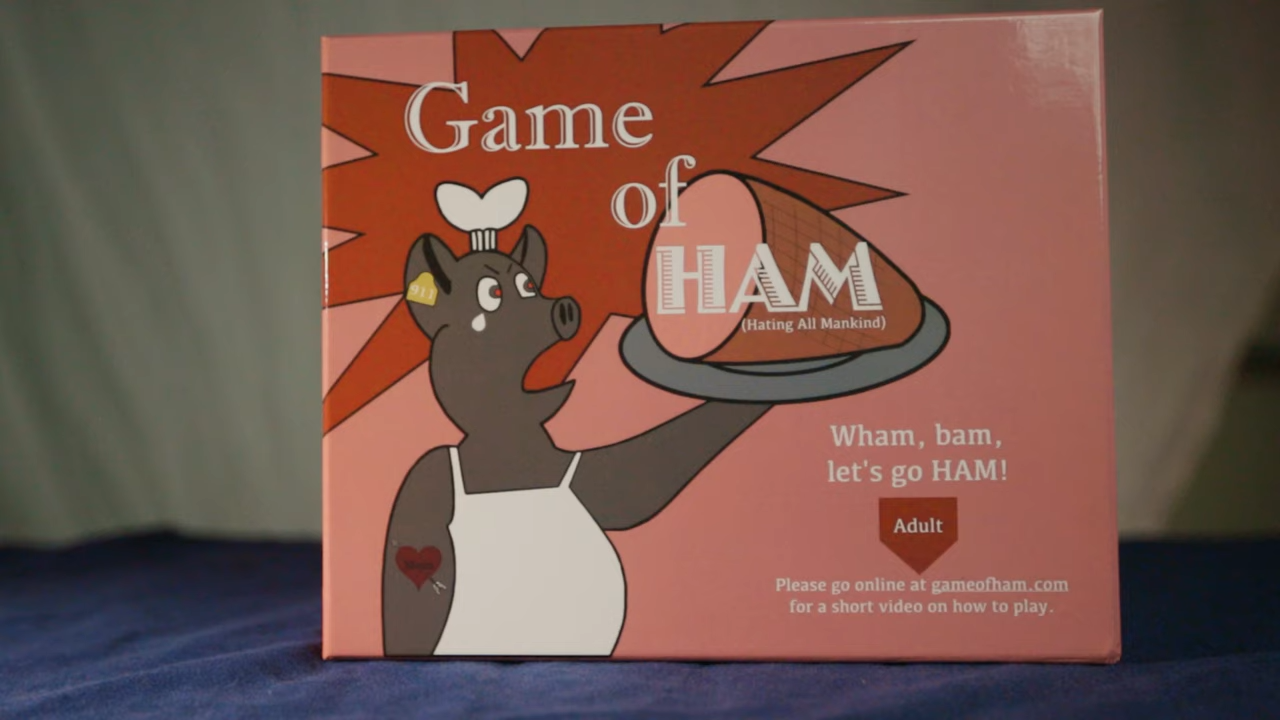 Game
of
HAM
(Hating All Mankind)
911
Wham, bam,
let's go HAM!
Adult
Please go online at gameofham.com
for a short video on how to play.